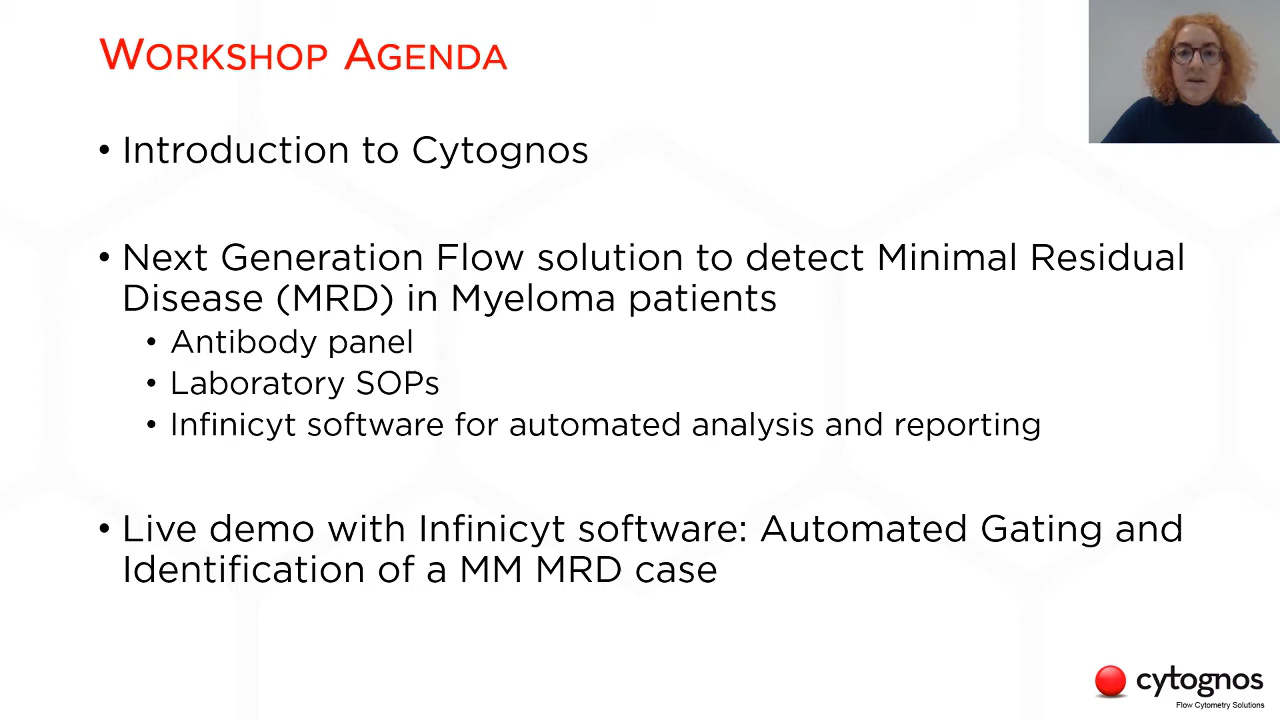 WORKSHOP AGENDA
• Introduction to Cytognos
• Next Generation Flow solution to detect Minimal Residual
Disease (MRD) in Myeloma patients
• Antibody panel
• Laboratory SOPs
• Infinicyt software for automated analysis and reporting
• Live demo with Infinicyt software: Automated Gating and
Identification of a MM MRD case
cytognos
Flow Cytometry Solutions